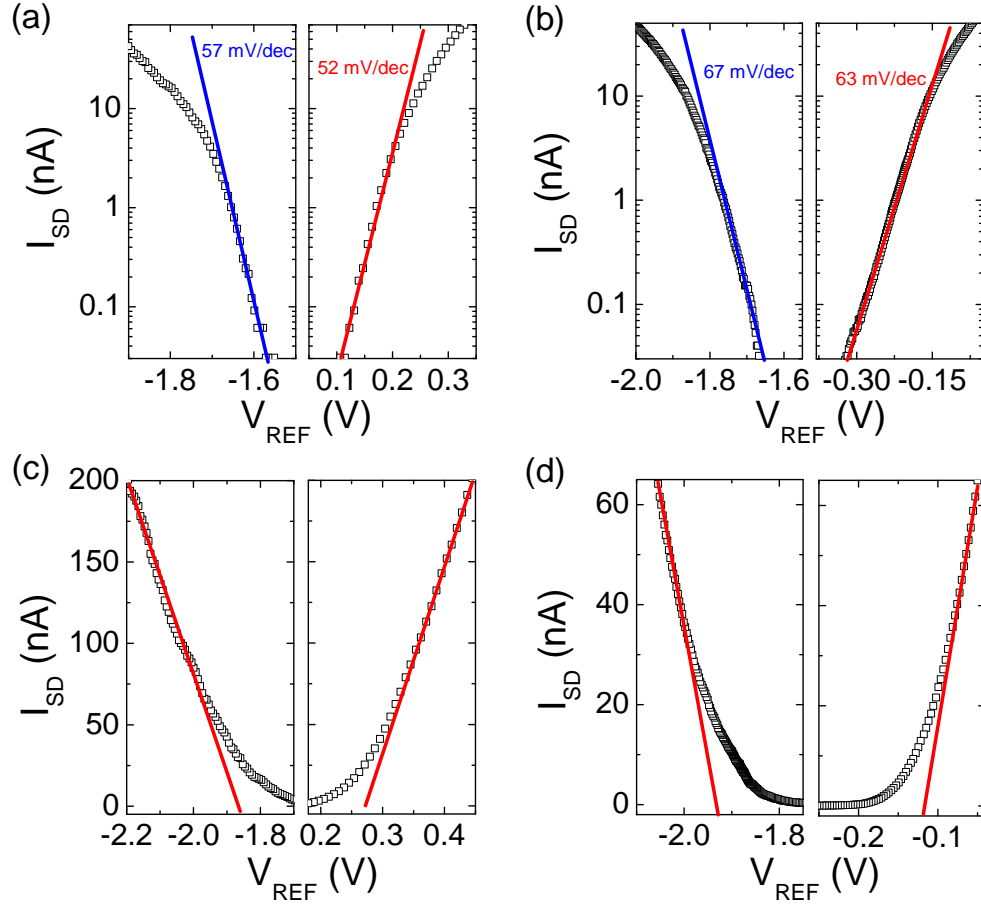 (a)
57 mV/dec
52 mV/dec
10
1
0.1
I_SD (nA)
-1.8 -1.6 0.1 0.2 0.3
V_REF (V)
(b)
67 mV/dec
63 mV/dec
10
1
0.1
I_SD (nA)
-2.0 -1.8 -1.6 -0.30 -0.15
V_REF (V)
(c)
200
150
100
50
0
I_SD (nA)
-2.2 -2.0 -1.8 0.2 0.3 0.4
V_REF (V)
(d)
60
40
20
0
I_SD (nA)
-2.0 -1.8 -0.2 -0.1
V_REF (V)